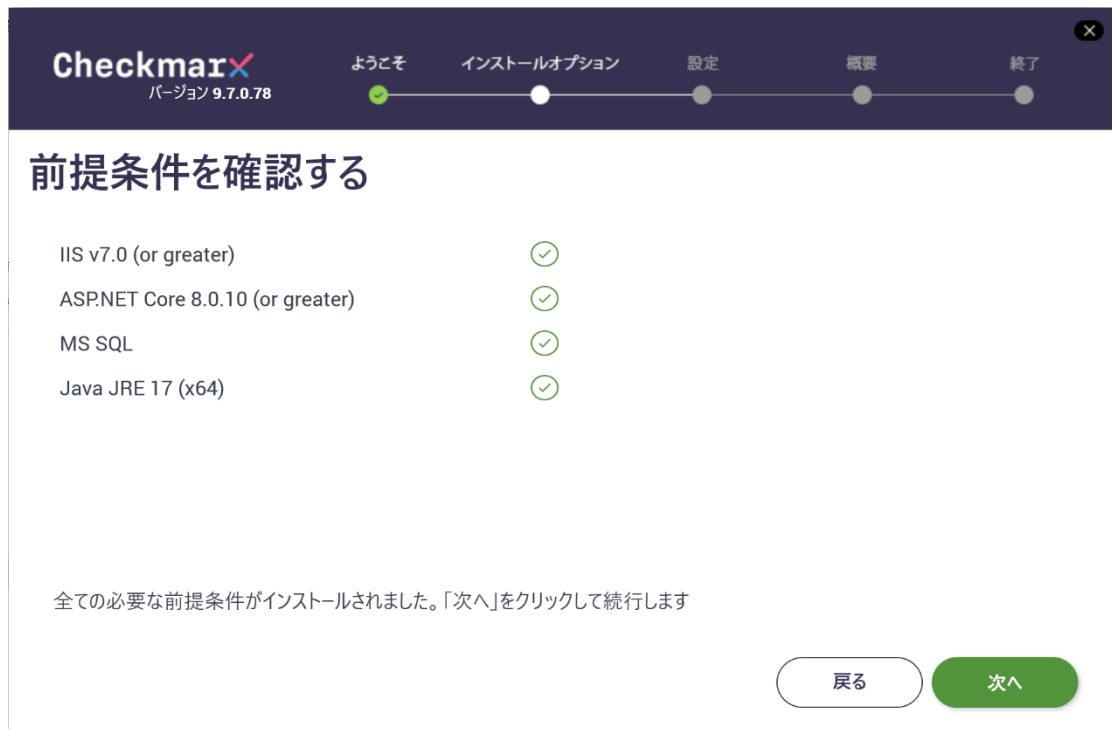 Checkmarx
バージョン 9.7.0.78
ようこそ
インストールオプション
設定
概要
終了
前提条件を確認する
IIS v7.0 (or greater)
ASP.NET Core 8.0.10 (or greater)
MS SQL
Java JRE 17 (x64)
全ての必要な前提条件がインストールされました。「次へ」をクリックして続行します
戻る
次へ